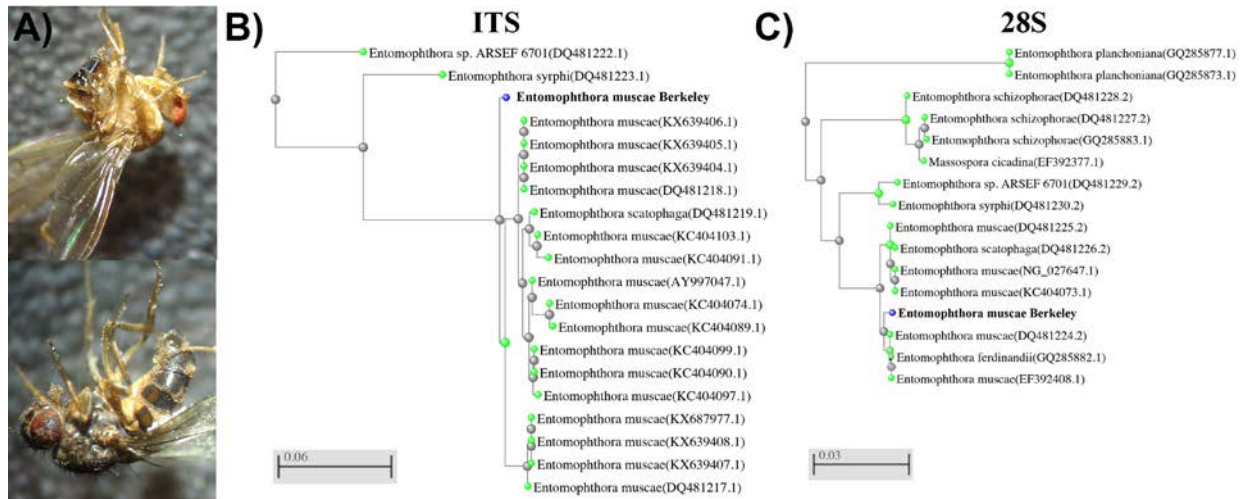 A)
B)
ITS
Entomophthora sp. ARSEF 6701(DQ481222.1)
Entomophthora syrphi(DQ481223.1)
Entomophthora muscae Berkeley
Entomophthora muscae(KX639406.1)
Entomophthora muscae(KX639405.1)
Entomophthora muscae(KX639404.1)
Entomophthora muscae(DQ481218.1)
Entomophthora scatophaga(DQ481219.1)
Entomophthora muscae(KC404103.1)
Entomophthora muscae(KC404091.1)
Entomophthora muscae(AY997047.1)
Entomophthora muscae(KC404074.1)
Entomophthora muscae(KC404089.1)
Entomophthora muscae(KC404099.1)
Entomophthora muscae(KC404090.1)
Entomophthora muscae(KC404097.1)
Entomophthora muscae(KX687977.1)
Entomophthora muscae(KX639408.1)
Entomophthora muscae(KX639407.1)
Entomophthora muscae(DQ481217.1)
0.06
C)
28S
Entomophthora planchoniana(GQ285877.1)
Entomophthora planchoniana(GQ285873.1)
Entomophthora schizophorae(DQ481228.2)
Entomophthora schizophorae(DQ481227.2)
Entomophthora schizophorae(GQ285883.1)
Massospora cicadina(EF392377.1)
Entomophthora sp. ARSEF 6701(DQ481229.2)
Entomophthora syrphi(DQ481230.2)
Entomophthora muscae(DQ481225.2)
Entomophthora scatophaga(DQ481226.2)
Entomophthora muscae(NG_027647.1)
Entomophthora muscae(KC404073.1)
Entomophthora muscae Berkeley
Entomophthora muscae(DQ481224.2)
Entomophthora ferdinandii(GQ285882.1)
Entomophthora muscae(EF392408.1)
0.03